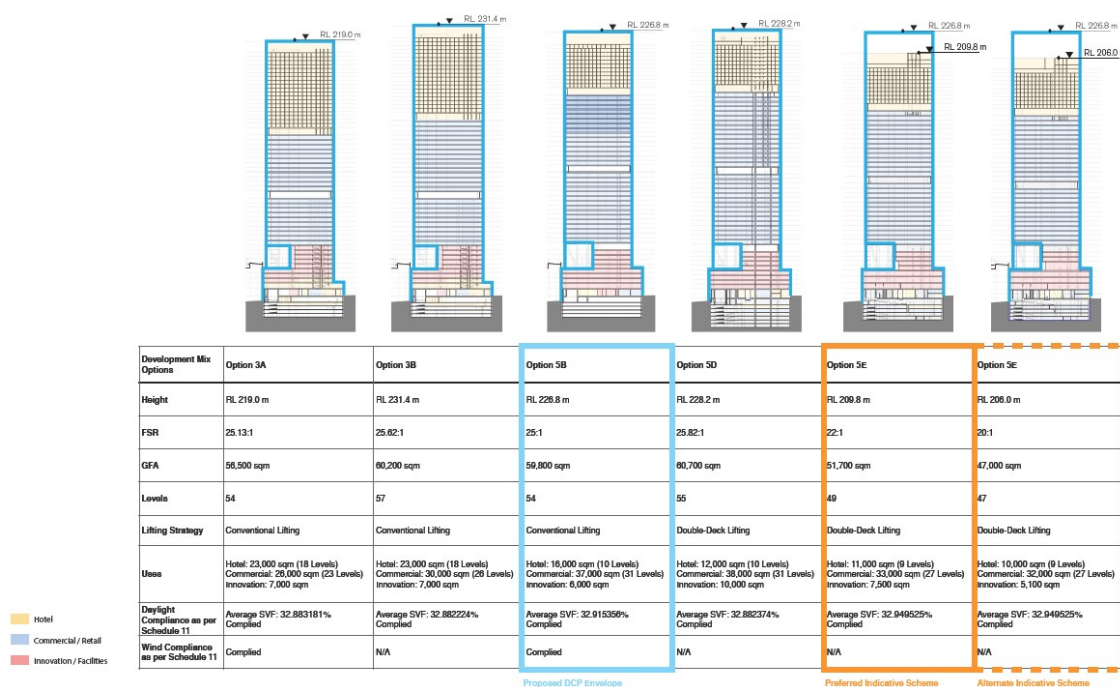 RL 219.0 m
RL 231.4 m
RL 226.8 m
RL 228.2 m
RL 226.8 m
RL 209.8 m
RL 226.8 m
RL 206.0
Development Mix Options
Option 3A
Option 3B
Option 5B
Option 5D
Option 5E
Option 5E
Height
RL 219.0 m
RL 231.4 m
RL 226.8 m
RL 228.2 m
RL 209.8 m
RL 206.0 m
FSR
25.13:1
25.62:1
25:1
25.82:1
22:1
20:1
GFA
56,500 sqm
60,200 sqm
59,800 sqm
60,700 sqm
51,700 sqm
47,000 sqm
Levels
54
57
54
55
49
47
Lifting Strategy
Conventional Lifting
Conventional Lifting
Conventional Lifting
Double-Deck Lifting
Double-Deck Lifting
Double-Deck Lifting
Uses
Hotel: 23,000 sqm (18 Levels)
Commercial: 26,000 sqm (23 Levels)
Innovation: 7,000 sqm
Hotel: 23,000 sqm (18 Levels)
Commercial: 30,000 sqm (26 Levels)
Innovation: 7,000 sqm
Hotel: 16,000 sqm (10 Levels)
Commercial: 37,000 sqm (31 Levels)
Innovation: 6,000 sqm
Hotel: 12,000 sqm (10 Levels)
Commercial: 38,000 sqm (31 Levels)
Innovation: 10,000 sqm
Hotel: 11,000 sqm (9 Levels)
Commercial: 33,000 sqm (27 Levels)
Innovation: 7,500 sqm
Hotel: 10,000 sqm (9 Levels)
Commercial: 32,000 sqm (27 Levels)
Innovation: 5,100 sqm
Daylight
Compliance as per
Schedule 11
Average SVF: 32.883181%
Complied
Average SVF: 32.882224%
Complied
Average SVF: 32.915356%
Complied
Average SVF: 32.882374%
Complied
Average SVF: 32.949525%
Complied
Average SVF: 32.949525%
Complied
Wind Compliance
as per Schedule 11
Complied
N/A
Complied
N/A
N/A
N/A
Hotel
Commercial / Retail
Innovation / Facilities
Proposed DCP Envelope
Preferred Indicative Scheme
Alternate Indicative Scheme